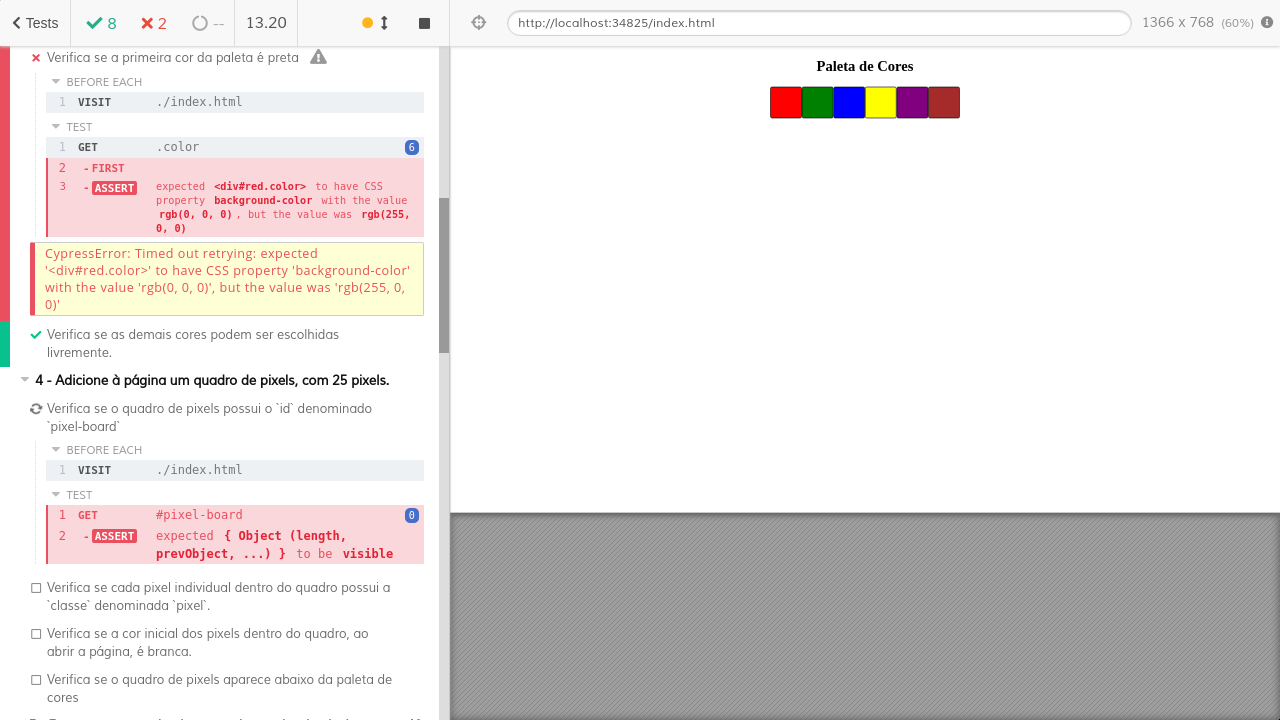 Tests 8 2 -- 13.20
http://localhost:34825/index.html 1366 x 768 (60%)
Verifica se a primeira cor da paleta é preta
BEFORE EACH
1 VISIT ./index.html
TEST
1 GET .color 6
2 - FIRST
3 - ASSERT expected <div#red.color> to have CSS
property background-color with the value
rgb(0, 0, 0) , but the value was rgb(255,
0, 0)
CypressError: Timed out retrying: expected
'<div#red.color>' to have CSS property 'background-color'
with the value 'rgb(0, 0, 0)', but the value was 'rgb(255, 0,
0)'
Verifica se as demais cores podem ser escolhidas
livremente.
4 - Adicione à página um quadro de pixels, com 25 pixels.
Verifica se o quadro de pixels possui o `id` denominado
`pixel-board`
BEFORE EACH
1 VISIT ./index.html
TEST
1 GET #pixel-board 0
2 - ASSERT expected { Object (length,
prevObject, ...) } to be visible
Verifica se cada pixel individual dentro do quadro possui a
`classe` denominada `pixel`.
Verifica se a cor inicial dos pixels dentro do quadro, ao
abrir a página, é branca.
Verifica se o quadro de pixels aparece abaixo da paleta de
cores
Paleta de Cores